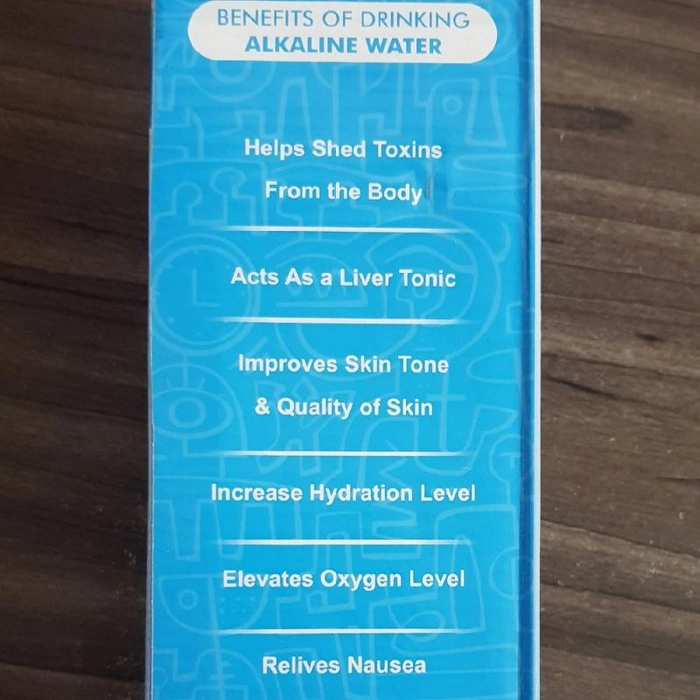 BENEFITS OF DRINKING
ALKALINE WATER
Helps Shed Toxins
From the Body
Acts As a Liver Tonic
Improves Skin Tone
& Quality of Skin
Increase Hydration Level
Elevates Oxygen Level
Relives Nausea